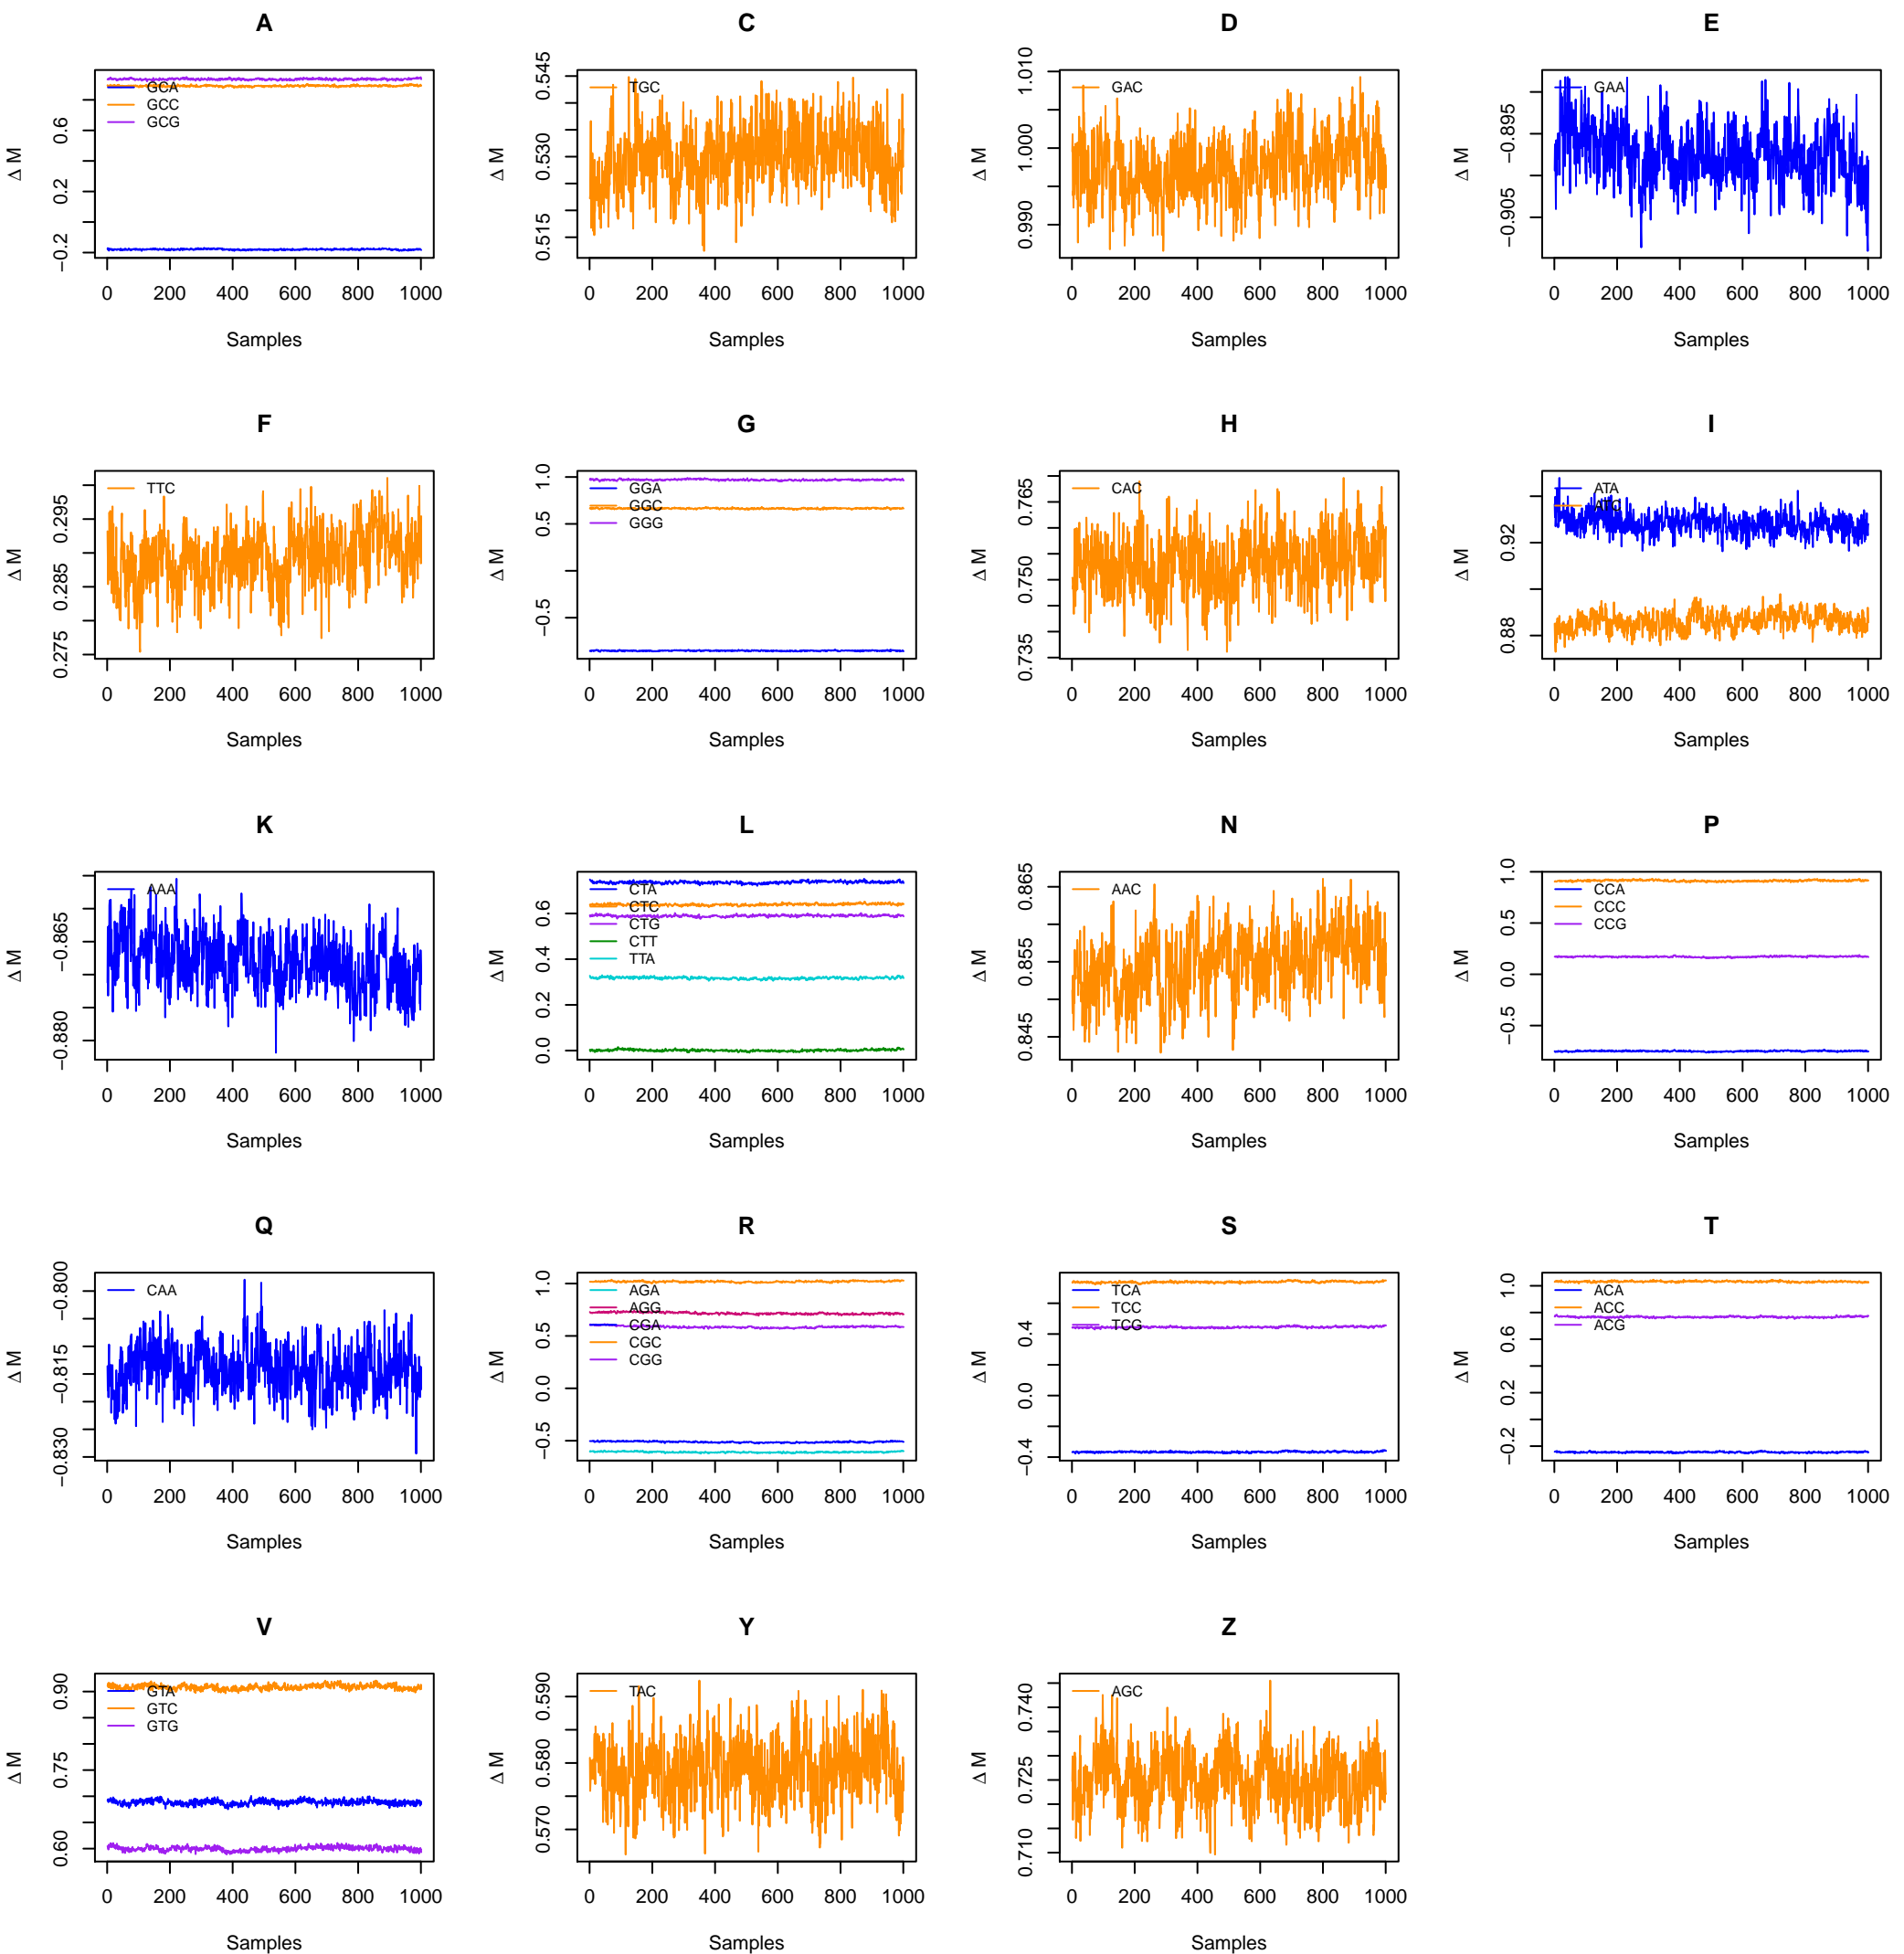 A
Δ M
−0.2 0.2 0.6
GCA
GCC
GCG
0 200 400 600 800 1000
Samples
C
Δ M
0.515 0.530 0.545
TGC
0 200 400 600 800 1000
Samples
D
Δ M
0.990 1.000 1.010
GAC
0 200 400 600 800 1000
Samples
E
Δ M
−0.905 −0.895
GAA
0 200 400 600 800 1000
Samples
F
Δ M
0.275 0.285 0.295
TTC
0 200 400 600 800 1000
Samples
G
Δ M
−0.5 0.5 1.0
GGA
GGC
GGG
0 200 400 600 800 1000
Samples
H
Δ M
0.735 0.750 0.765
CAC
0 200 400 600 800 1000
Samples
I
Δ M
0.88 0.92
ATA
ATC
0 200 400 600 800 1000
Samples
K
Δ M
−0.880 −0.865
AAA
0 200 400 600 800 1000
Samples
L
Δ M
0.0 0.2 0.4 0.6
CTA
CTC
CTG
CTT
TTA
0 200 400 600 800 1000
Samples
N
Δ M
0.845 0.855 0.865
AAC
0 200 400 600 800 1000
Samples
P
Δ M
−0.5 0.0 0.5 1.0
CCA
CCC
CCG
0 200 400 600 800 1000
Samples
Q
Δ M
−0.830 −0.815 −0.800
CAA
0 200 400 600 800 1000
Samples
R
Δ M
−0.5 0.0 0.5 1.0
AGA
AGG
CGA
CGC
CGG
0 200 400 600 800 1000
Samples
S
Δ M
−0.4 0.0 0.4
TCA
TCC
TCG
0 200 400 600 800 1000
Samples
T
Δ M
−0.2 0.2 0.6 1.0
ACA
ACC
ACG
0 200 400 600 800 1000
Samples
V
Δ M
0.60 0.75 0.90
GTA
GTC
GTG
0 200 400 600 800 1000
Samples
Y
Δ M
0.570 0.580 0.590
TAC
0 200 400 600 800 1000
Samples
Z
Δ M
0.710 0.725 0.740
AGC
0 200 400 600 800 1000
Samples